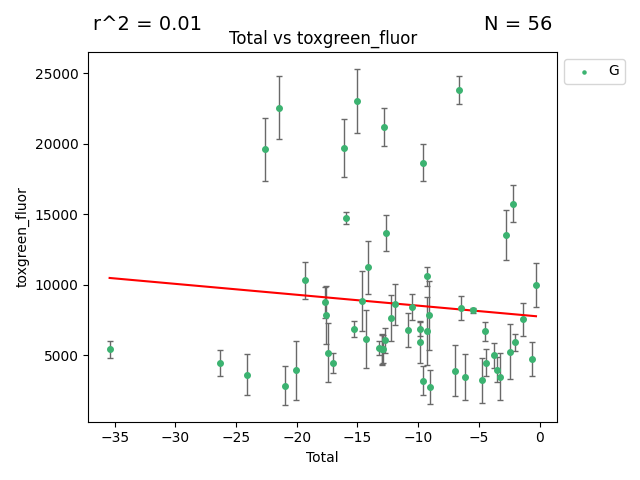 r^2 = 0.01
N = 56
Total vs toxgreen_fluor
G
25000
20000
15000
10000
5000
toxgreen_fluor
−35
−30
−25
−20
−15
−10
−5
0
Total